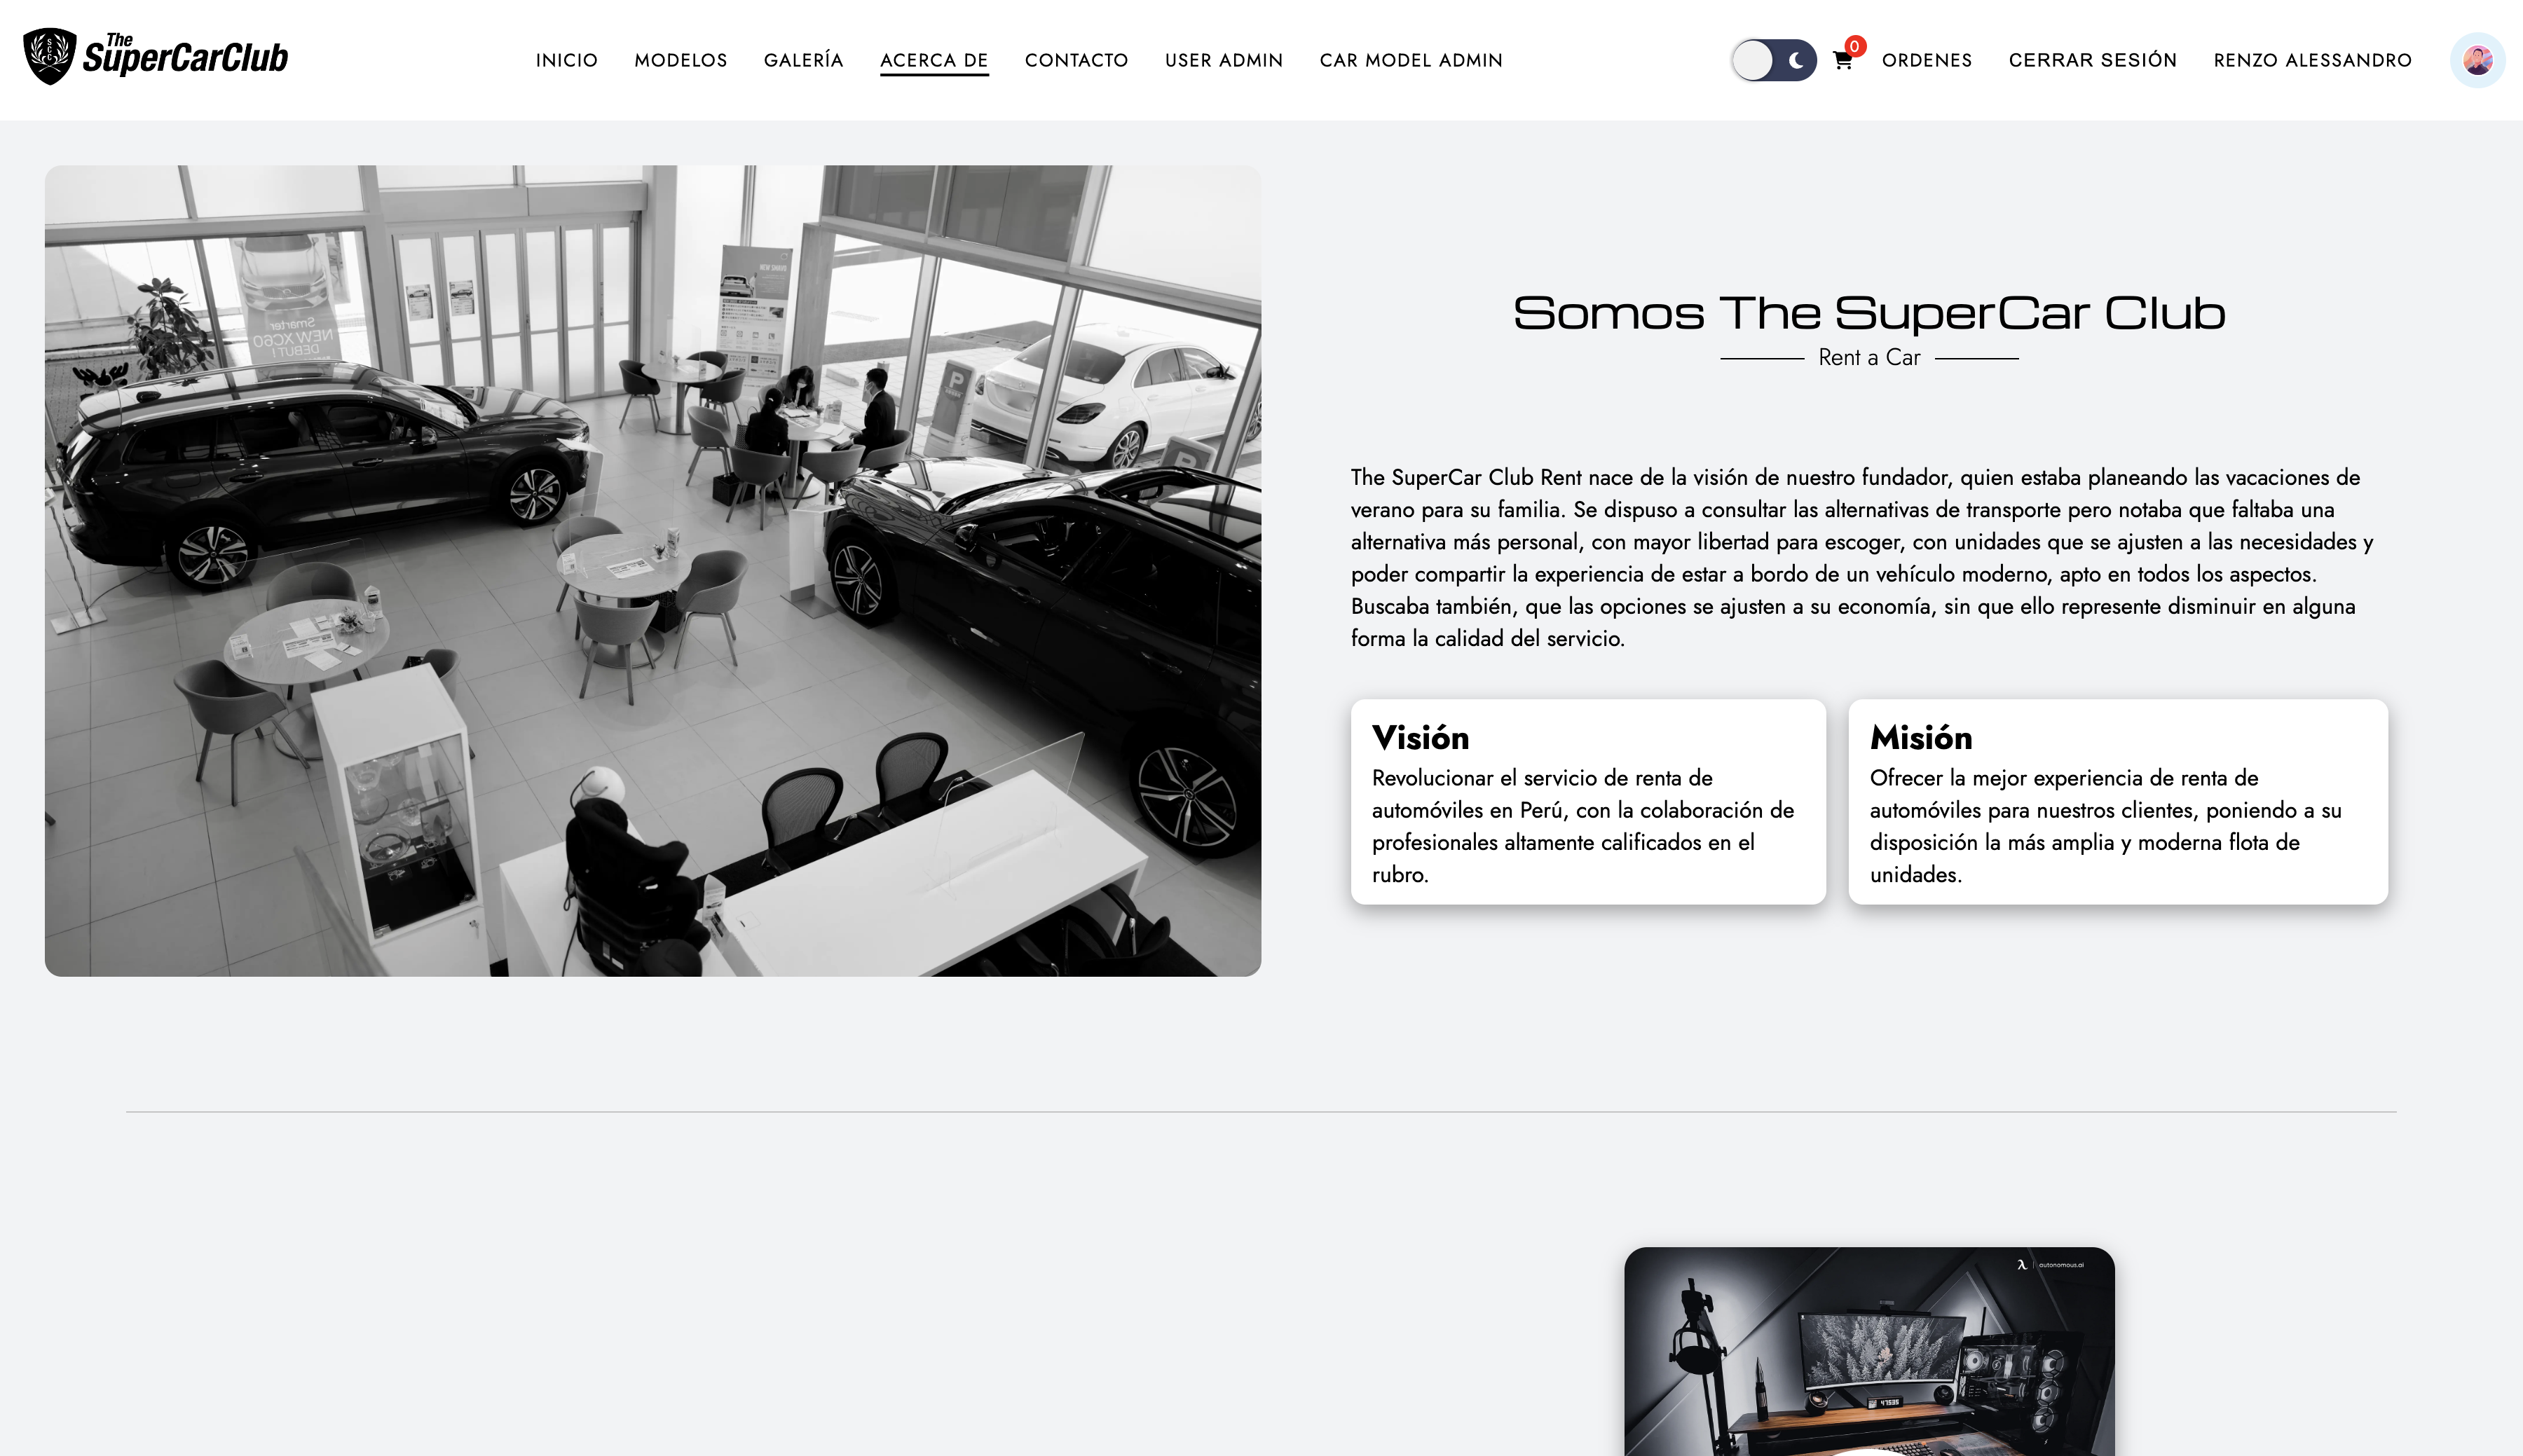 The
SuperCarClub
INICIO
MODELOS
GALERÍA
ACERCA DE
CONTACTO
USER ADMIN
CAR MODEL ADMIN
0
ORDENES
CERRAR SESIÓN
RENZO ALESSANDRO
Smarter
NEW XC60
DEBUT!
P
P
Somos The SuperCar Club
Rent a Car
The SuperCar Club Rent nace de la visión de nuestro fundador, quien estaba planeando las vacaciones de
verano para su familia. Se dispuso a consultar las alternativas de transporte pero notaba que faltaba una
alternativa más personal, con mayor libertad para escoger, con unidades que se ajusten a las necesidades y
poder compartir la experiencia de estar a bordo de un vehículo moderno, apto en todos los aspectos.
Buscaba también, que las opciones se ajusten a su economía, sin que ello represente disminuir en alguna
forma la calidad del servicio.
Visión
Revolucionar el servicio de renta de
automóviles en Perú, con la colaboración de
profesionales altamente calificados en el
rubro.
Misión
Ofrecer la mejor experiencia de renta de
automóviles para nuestros clientes, poniendo a su
disposición la más amplia y moderna flota de
unidades.
autonomous.ai